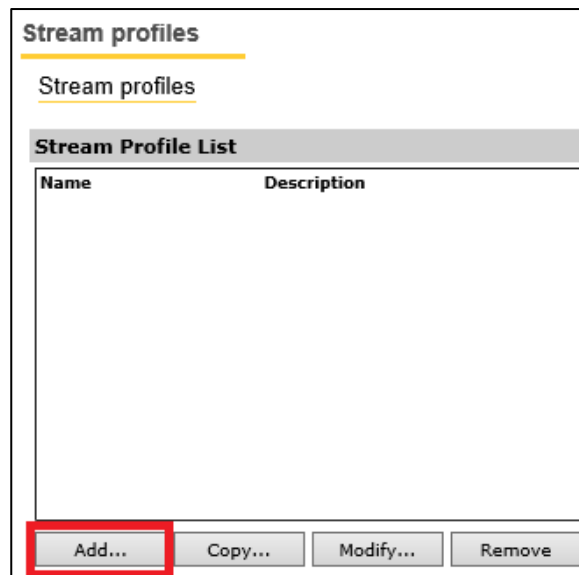 Stream profiles
Stream profiles
Stream Profile List
Name Description
Add... Copy... Modify... Remove